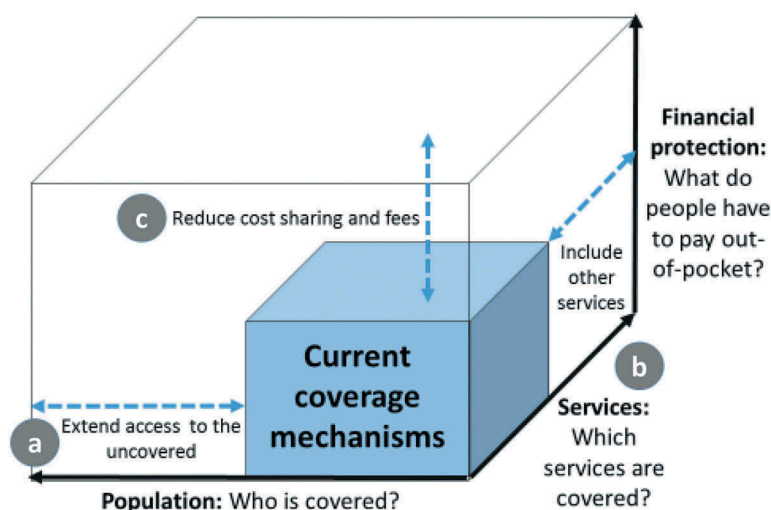 Financial
protection:
What do
people have
to pay out-
of-pocket?
c
Reduce cost sharing and fees
Include
other
services
Current
coverage
mechanisms
b
a
Extend access to the
uncovered
Services:
Which
services are
covered?
Population: Who is covered?